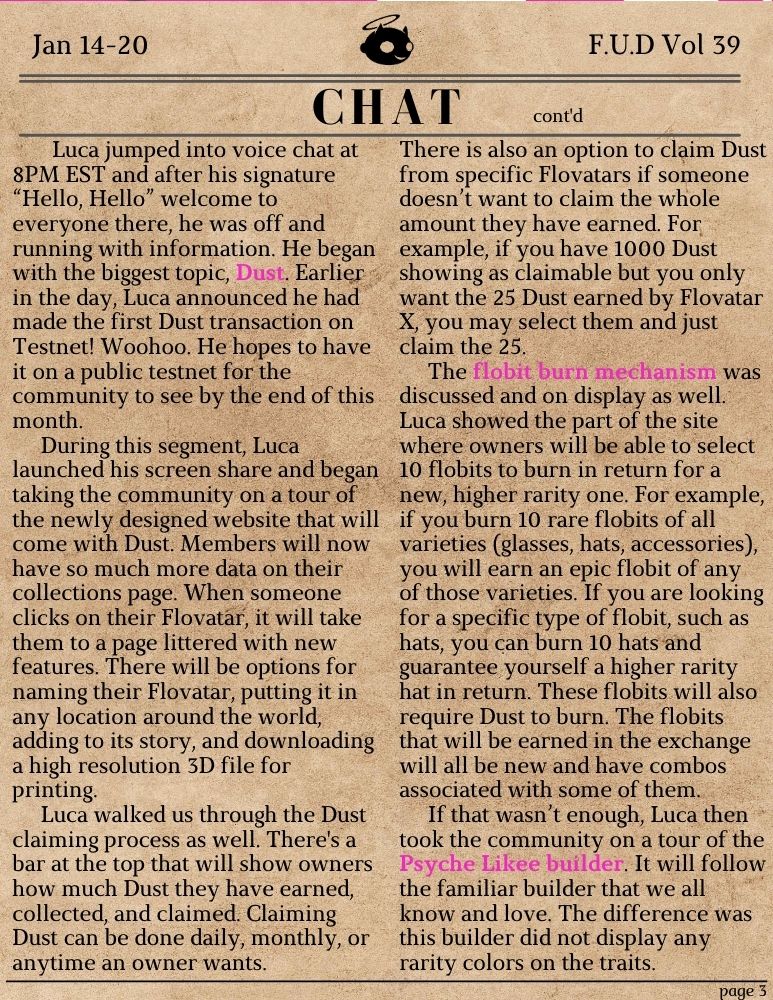 Jan 14-20
F.U.D Vol 39
CHAT
cont'd
Luca jumped into voice chat at
8PM EST and after his signature
“Hello, Hello” welcome to
everyone there, he was off and
running with information. He began
with the biggest topic, Dust. Earlier
in the day, Luca announced he had
made the first Dust transaction on
Testnet! Woohoo. He hopes to have
it on a public testnet for the
community to see by the end of this
month.
During this segment, Luca
launched his screen share and began
taking the community on a tour of
the newly designed website that will
come with Dust. Members will now
have so much more data on their
collections page. When someone
clicks on their Flovatar, it will take
them to a page littered with new
features. There will be options for
naming their Flovatar, putting it in
any location around the world,
adding to its story, and downloading
a high resolution 3D file for
printing.
Luca walked us through the Dust
claiming process as well. There's a
bar at the top that will show owners
how much Dust they have earned,
collected, and claimed. Claiming
Dust can be done daily, monthly, or
anytime an owner wants.
There is also an option to claim Dust
from specific Flovatars if someone
doesn’t want to claim the whole
amount they have earned. For
example, if you have 1000 Dust
showing as claimable but you only
want the 25 Dust earned by Flovatar
X, you may select them and just
claim the 25.
The flobit burn mechanism was
discussed and on display as well.
Luca showed the part of the site
where owners will be able to select
10 flobits to burn in return for a
new, higher rarity one. For example,
if you burn 10 rare flobits of all
varieties (glasses, hats, accessories),
you will earn an epic flobit of any
of those varieties. If you are looking
for a specific type of flobit, such as
hats, you can burn 10 hats and
guarantee yourself a higher rarity
hat in return. These flobits will also
require Dust to burn. The flobits
that will be earned in the exchange
will all be new and have combos
associated with some of them.
If that wasn’t enough, Luca then
took the community on a tour of the
Psyche Likee builder. It will follow
the familiar builder that we all
know and love. The difference was
this builder did not display any
rarity colors on the traits.
page 3